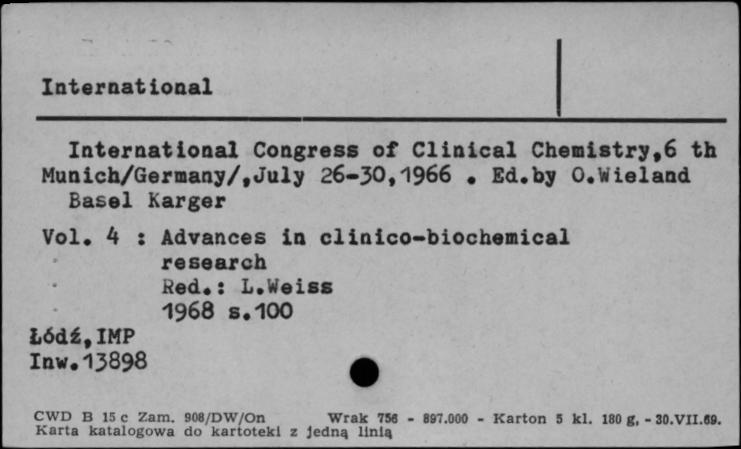 International
International Congress of Clinical Chemistry,6 th
Munich/Germany/,July 26-30,1966 . Ed.by O.Wieland
Basel Karger
Vol. 4 : Advances in clinico-biochemical
research
Red.: L.Weiss
1968 s.100
Łódź,IMP
Inw.13898
CWD B 15 c Zam. 908/DW/On Wrak 756 - 897.000 - Karton 5 kl. 180 g, - 30.VII.69.
Karta katalogowa do kartoteki z jedną linią